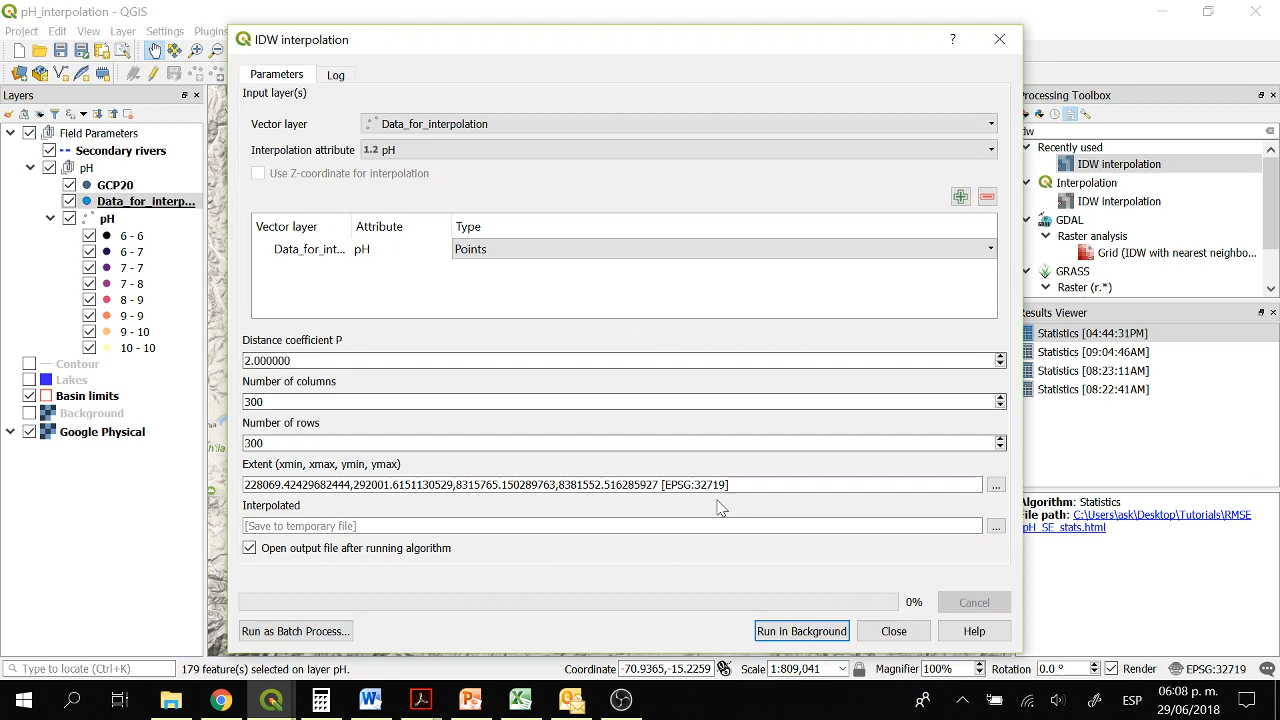 pH_interpolation — QGIS
Project Edit View Layer Settings Plugins
IDW interpolation
?
Parameters Log
Input layer(s)
Vector layer Data_for_interpolation
Interpolation attribute 1.2 pH
Use Z-coordinate for interpolation
Vector layer Attribute Type
Data_for_int... pH Points
Distance coefficient P
2.000000
Number of columns
300
Number of rows
300
Extent (xmin, xmax, ymin, ymax)
228069.42429682444,292001.6151130529,8315765.150289763,8381552.516285927 [EPSG:32719]
...
Interpolated
[Save to temporary file]
...
Open output file after running algorithm
0% Cancel
Run as Batch Process... Run in Background Close Help
Layers
Field Parameters
Secondary rivers
pH
GCP20
Data_for_interp...
pH
6 - 6
6 - 7
7 - 7
7 - 8
8 - 9
9 - 9
9 - 10
10 - 10
Contour
Lakes
Basin limits
Background
Google Physical
Processing Toolbox
dw
Recently used
IDW interpolation
Interpolation
IDW interpolation
GDAL
Raster analysis
Grid (IDW with nearest neighbo...
GRASS
Raster (r.*)
Results Viewer
Statistics [04:44:31PM]
Statistics [09:04:46AM]
Statistics [08:23:11AM]
Statistics [08:22:41AM]
Algorithm: Statistics
File path: C:\Users\ask\Desktop\Tutorials\RMSE
pH_SE_stats.html
Type to locate (Ctrl+K) 179 feature(s) selected on layer pH. Coordinate -70.9365,-15.2259 Scale 1:809,041 Magnifier 100% Rotation 0.0 ° Render EPSG:32719
ESP
06:08 p. m.
29/06/2018